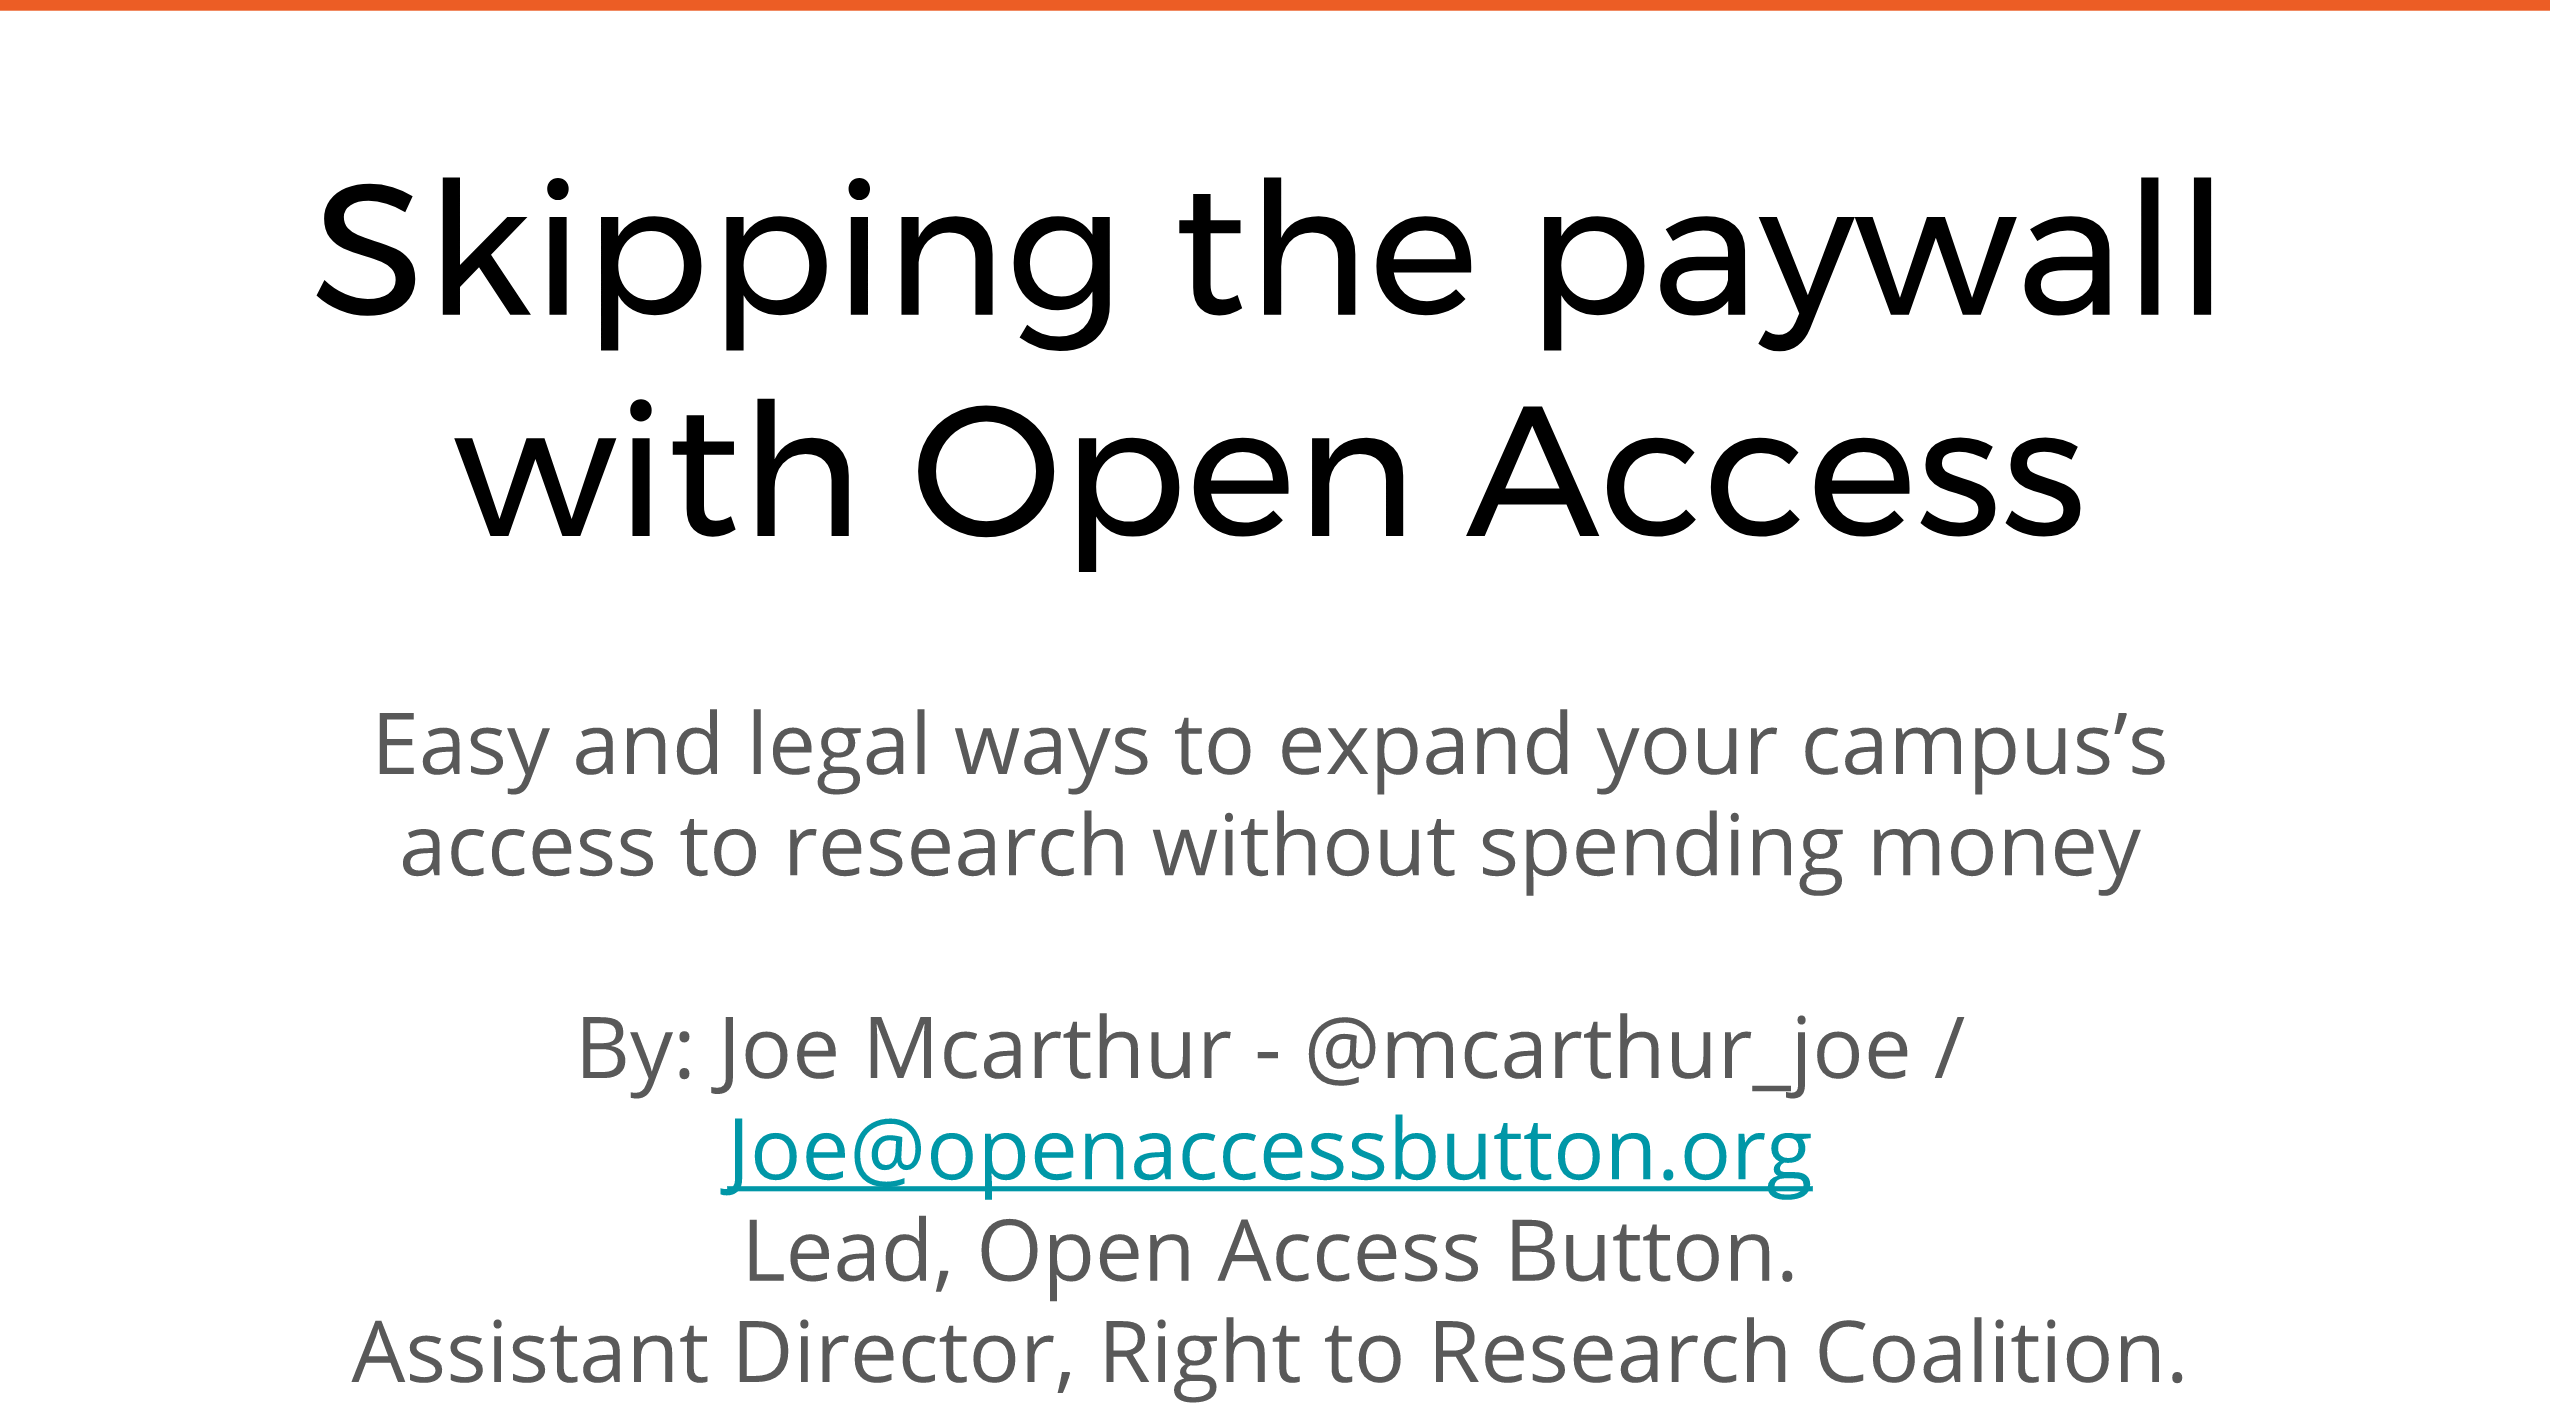 Skipping the paywall
with Open Access
Easy and legal ways to expand your campus’s
access to research without spending money
By: Joe Mcarthur - @mcarthur_joe /
Joe@openaccessbutton.org
Lead, Open Access Button.
Assistant Director, Right to Research Coalition.